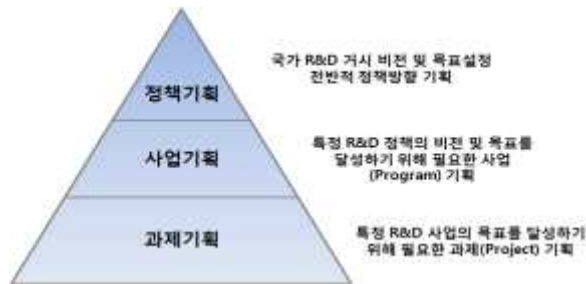 정책기획
국가 R&D 거시 비전 및 목표설정
전반적 정책방향 기획
사업기획
특정 R&D 정책의 비전 및 목표를
달성하기 위해 필요한 사업
(Program) 기획
과제기획
특정 R&D 사업의 목표를 달성하기
위해 필요한 과제(Project) 기획